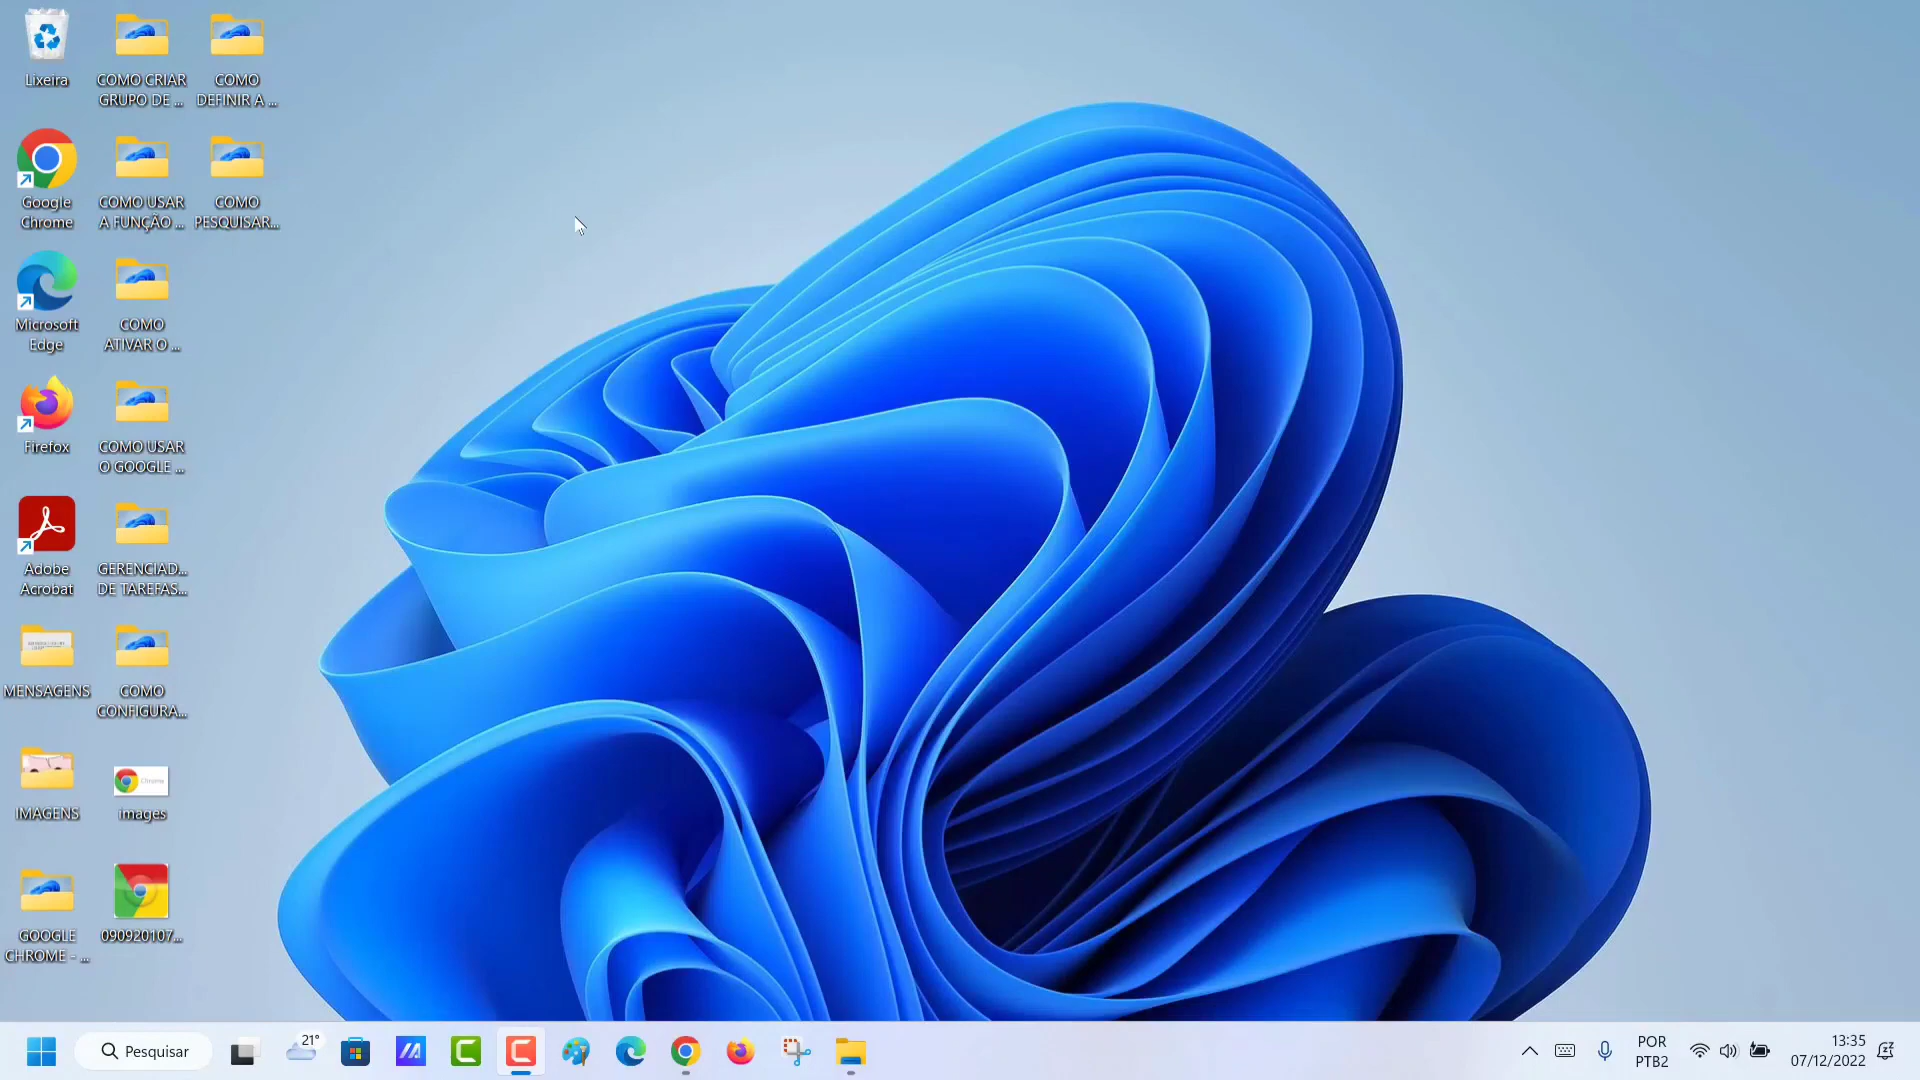 Lixeira
COMO CRIAR
GRUPO DE ...
COMO
DEFINIR A ...
Google
Chrome
COMO USAR
A FUNÇÃO ...
COMO
PESQUISAR...
Microsoft
Edge
COMO
ATIVAR O ...
Firefox
COMO USAR
O GOOGLE ...
Adobe
Acrobat
GERENCIAD...
DE TAREFAS...
MENSAGENS
COMO
CONFIGURA...
IMAGENS
Chrome
images
GOOGLE
CHROME - ...
090920107...
Pesquisar
21°
POR
PTB2
13:35
07/12/2022